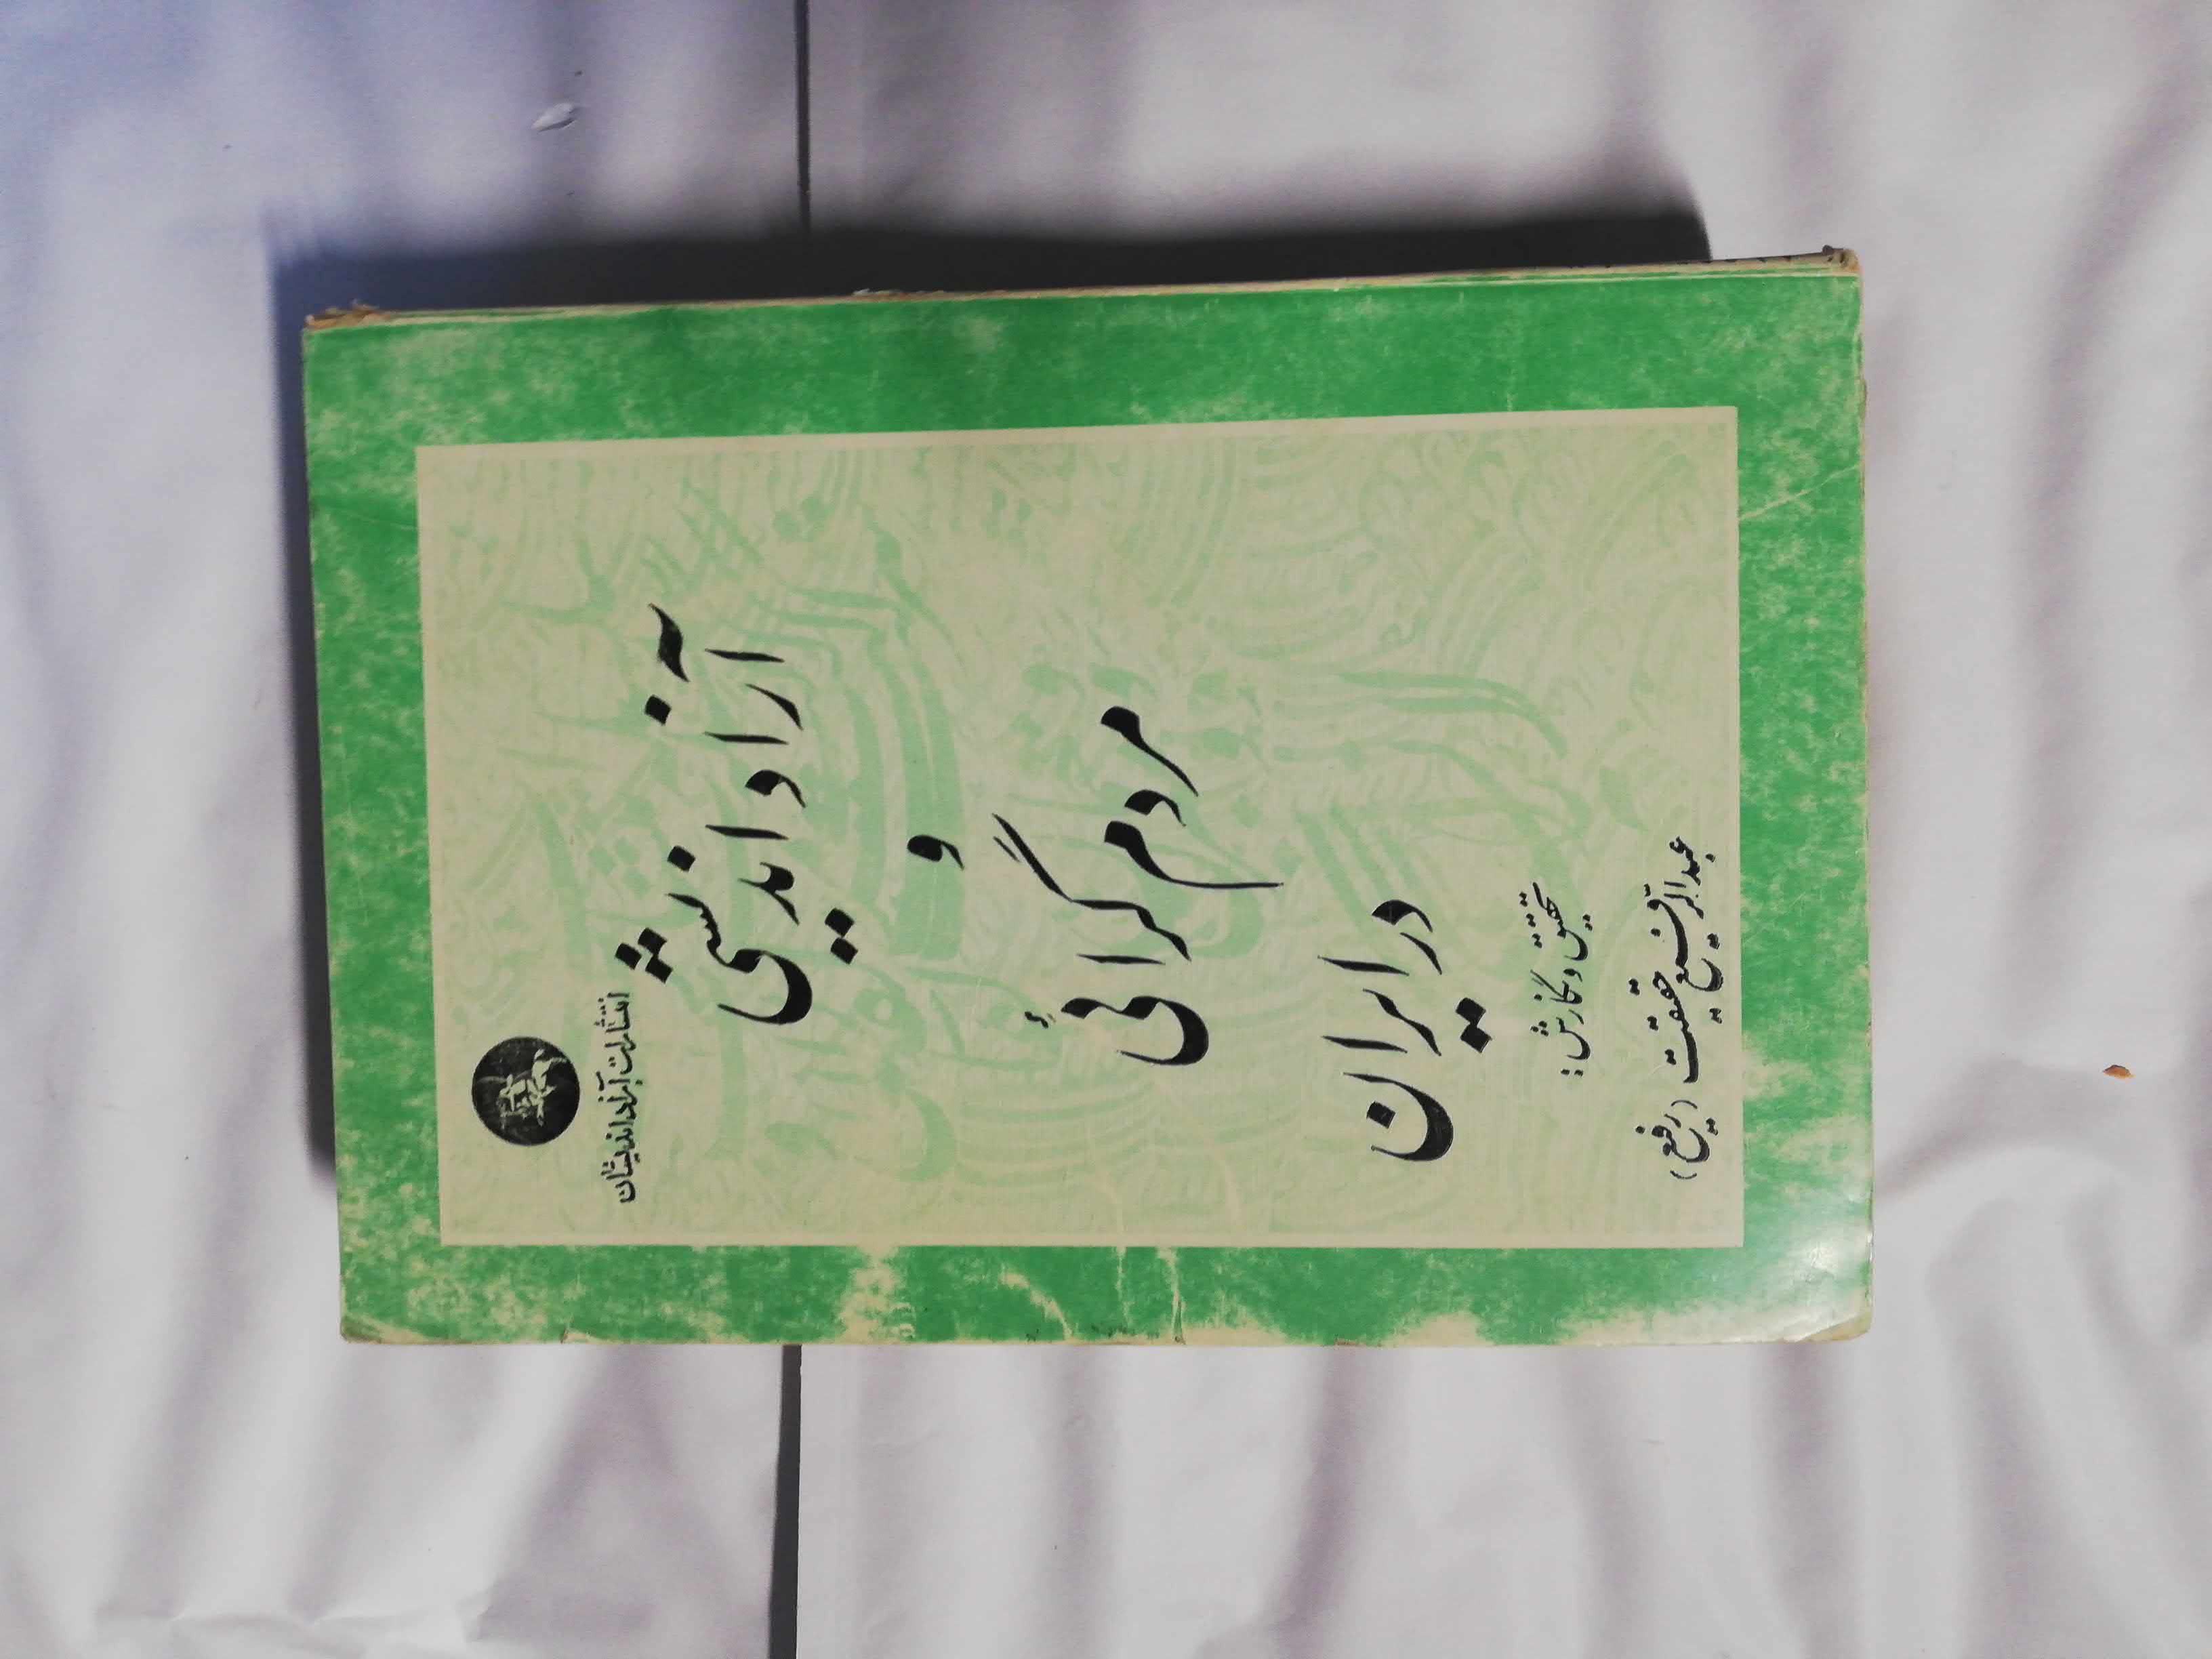 انتشارات آزاداندیشان
آزاداندیشی
و
مردم گرائی
در ایران
تحقیق و نگارش:
عبدالرفیع حقیقت (رفیع)